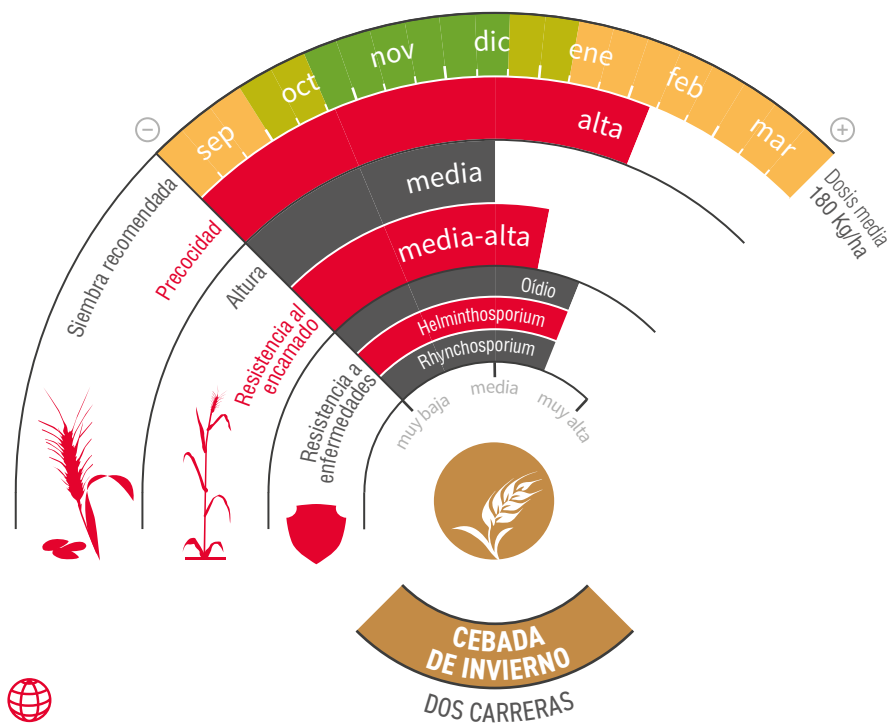 sep
oct
nov
dic
ene
feb
mar
Siembra recomendada
Dosis media
180 Kg/ha
Precocidad
alta
Altura
media
Resistencia al
encamado
media-alta
Resistencia a
enfermedades
Oídio
Helminthosporium
Rhynchosporium
muy baja
media
muy alta
CEBADA
DE INVIERNO
DOS CARRERAS